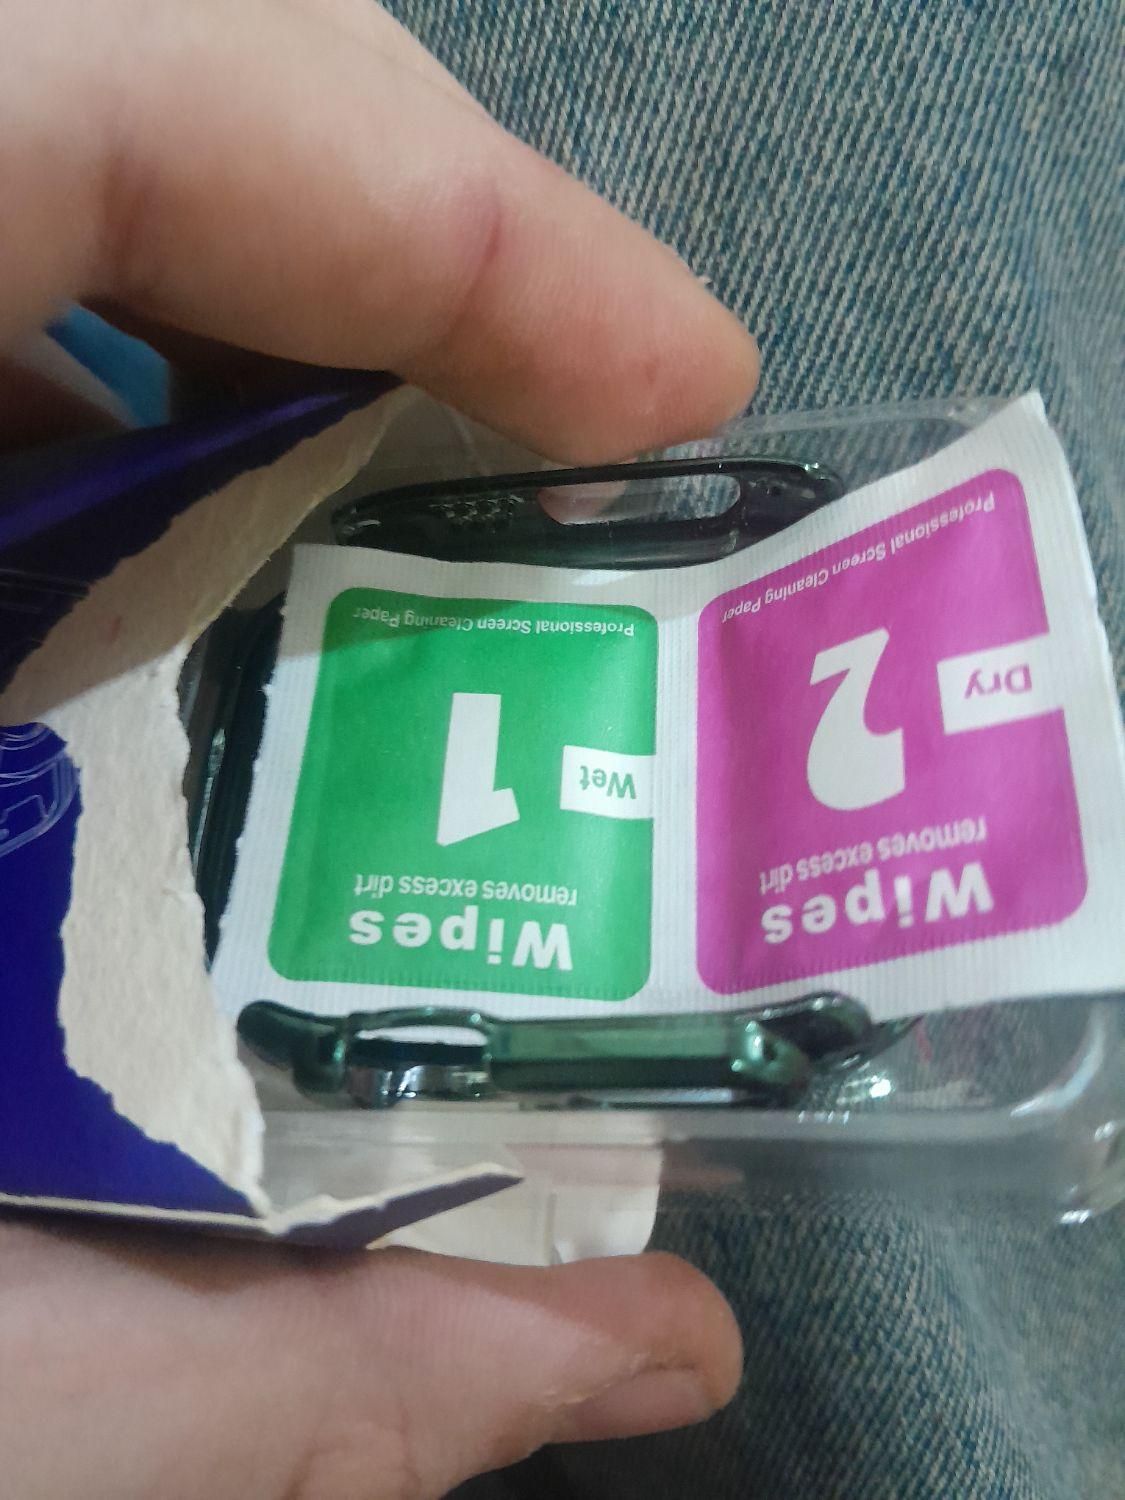 Wipes
removes excess dirt
1
Wet
Professional Screen Cleaning Paper
Wipes
removes excess dirt
2
Dry
Professional Screen Cleaning Paper